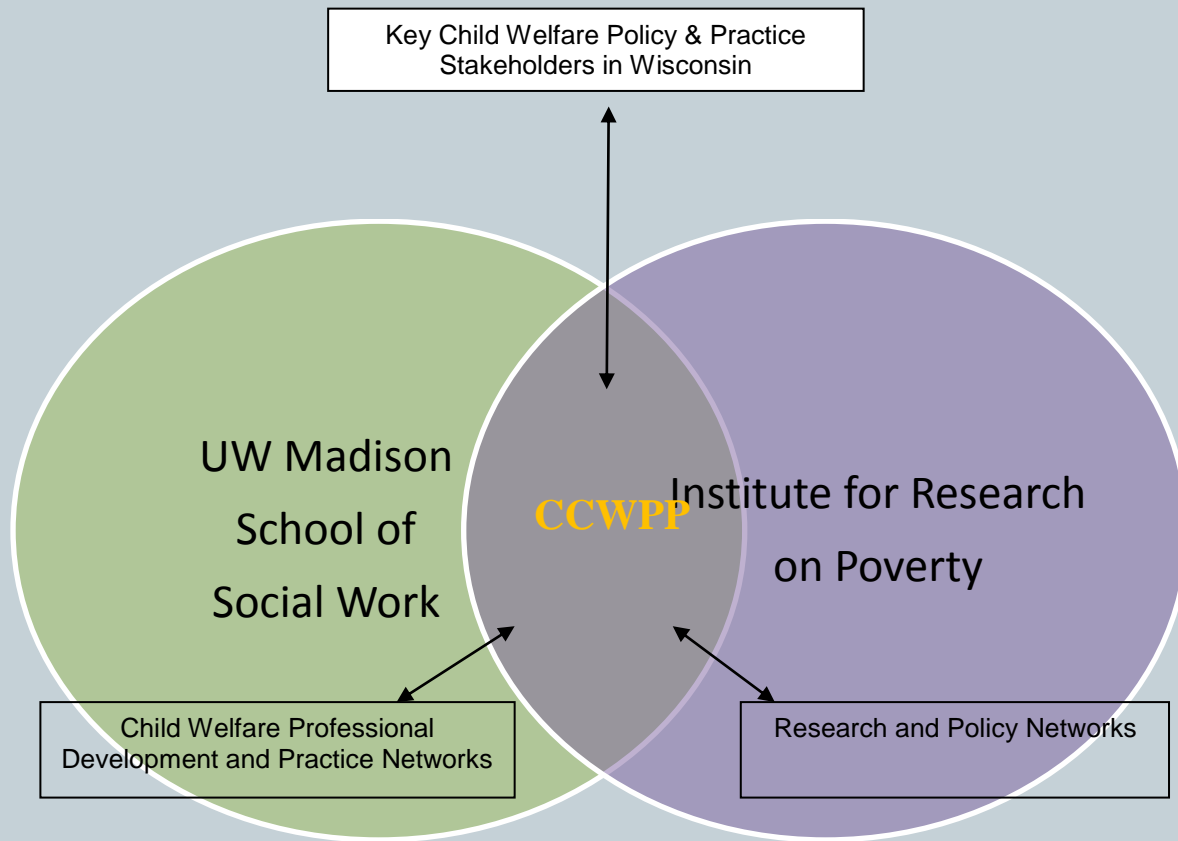 Key Child Welfare Policy & Practice
Stakeholders in Wisconsin
UW Madison
School of
Social Work
CCWPP
Institute for Research
on Poverty
Child Welfare Professional
Development and Practice Networks
Research and Policy Networks